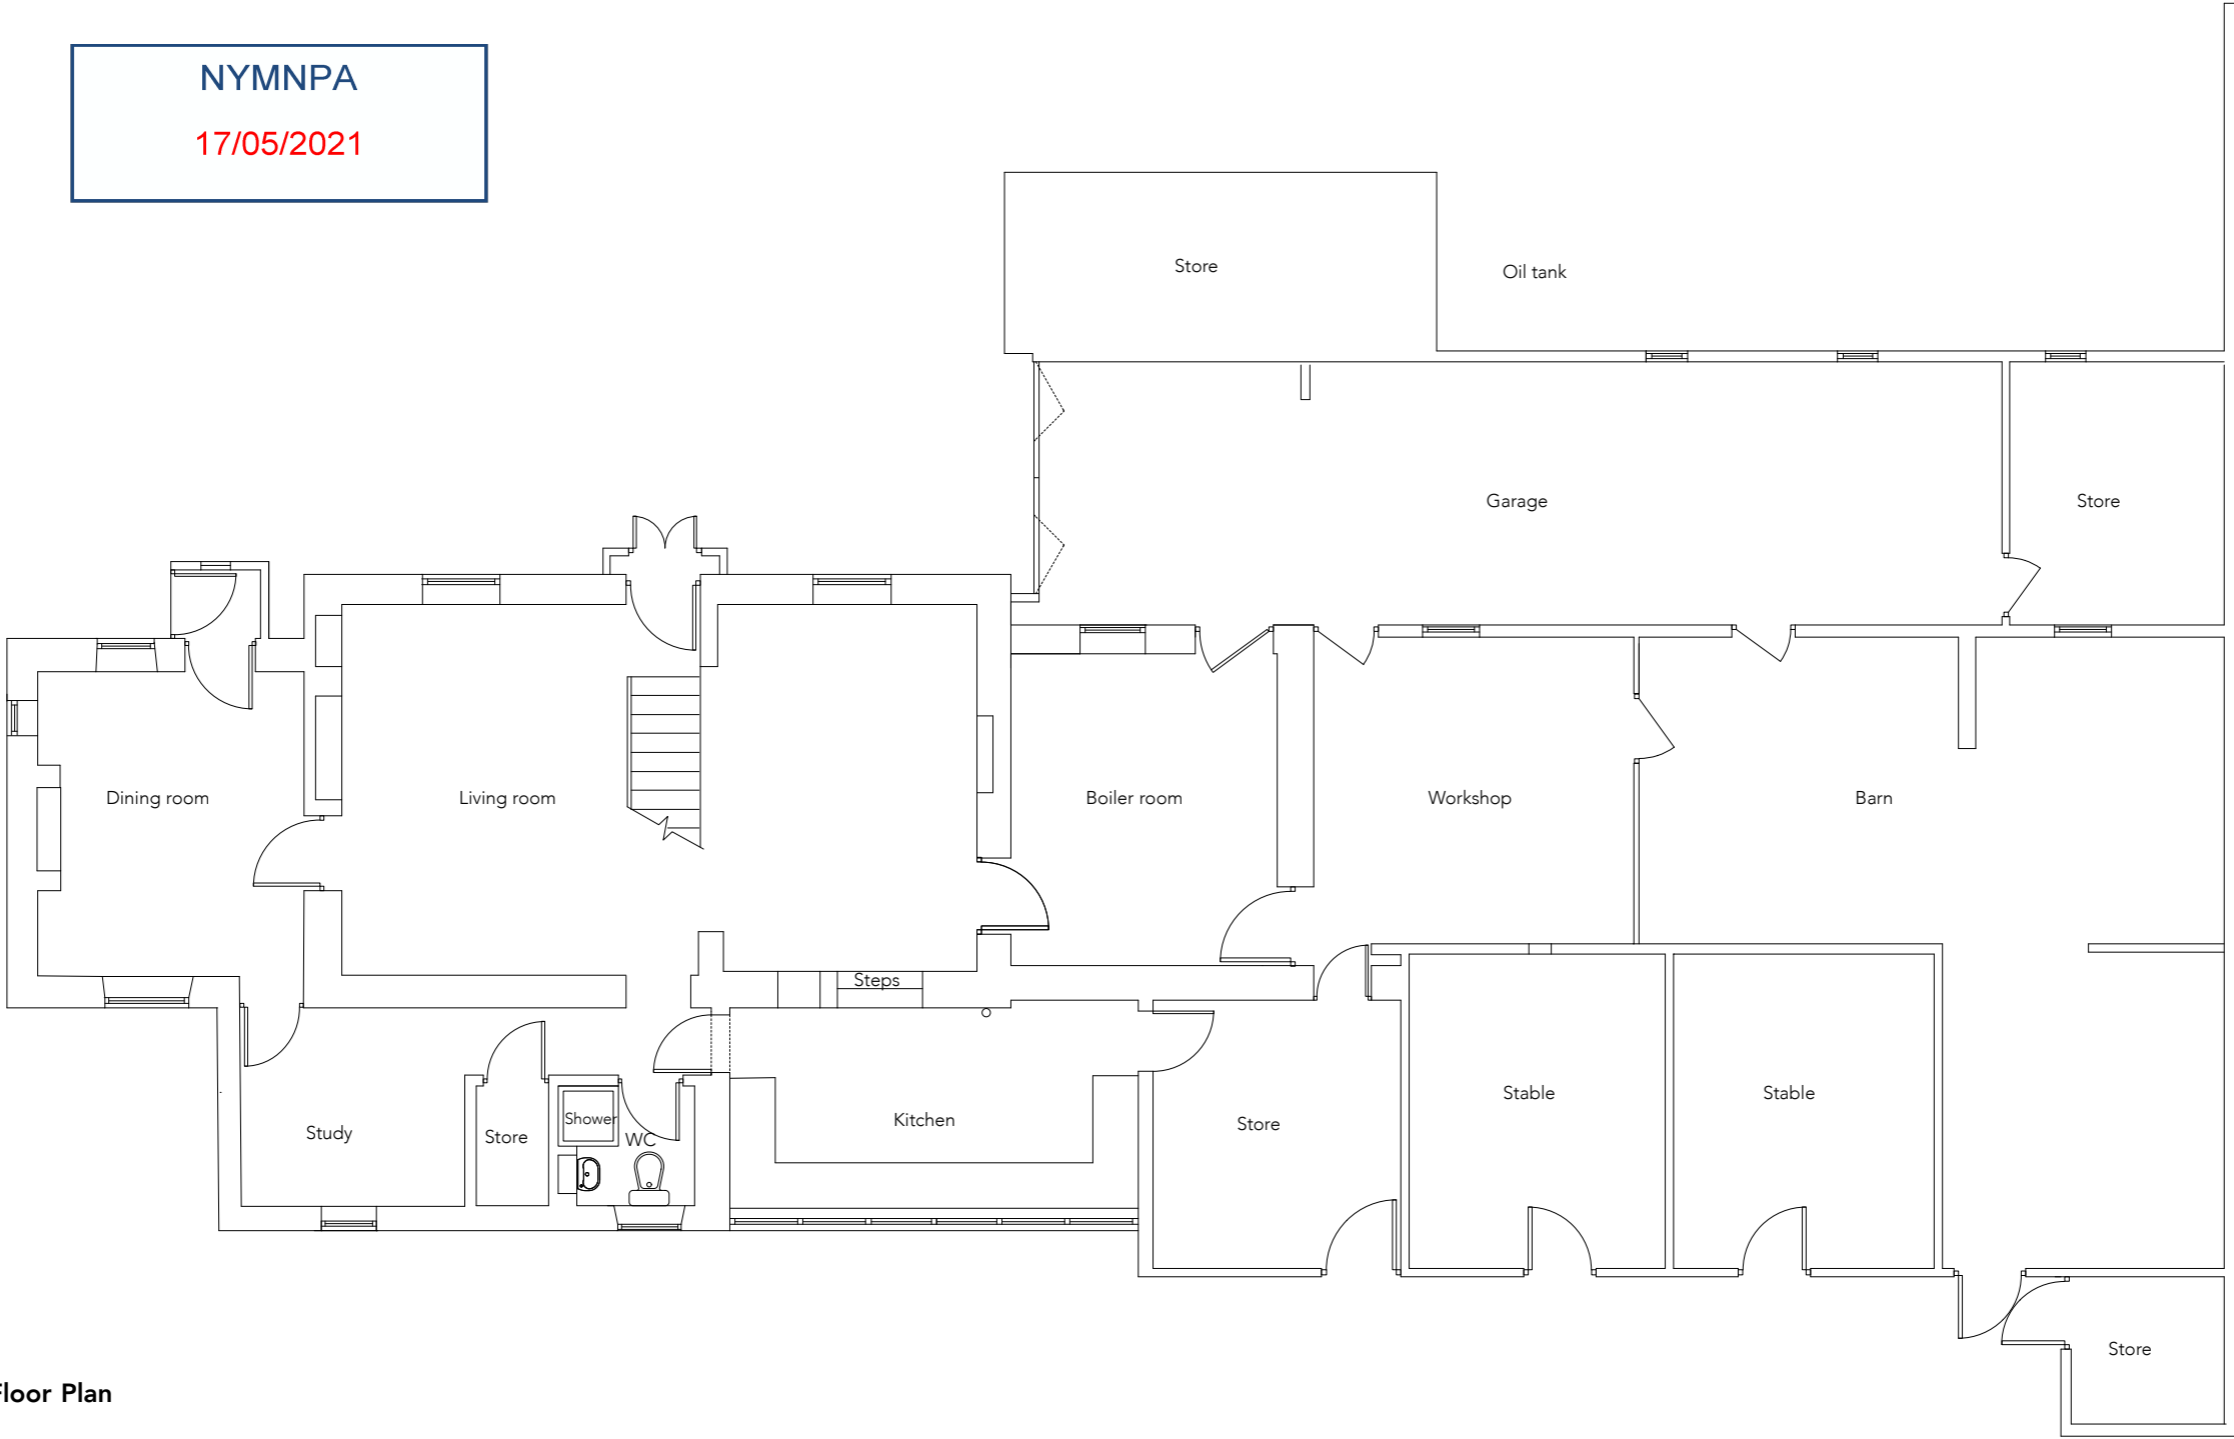 NYMNPA
17/05/2021
Store
Oil tank
Garage
Store
Dining room
Living room
Boiler room
Workshop
Barn
Steps
Study
Store
Shower
WC
Kitchen
Store
Stable
Stable
Store
Floor Plan